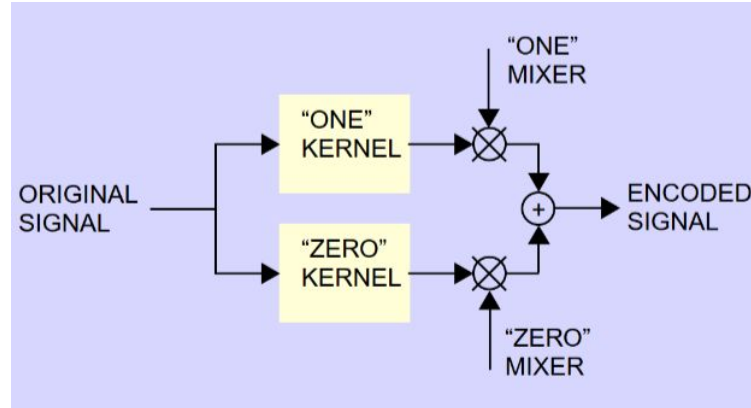 “ONE”
MIXER
“ONE”
KERNEL
ORIGINAL
SIGNAL
ENCODED
SIGNAL
“ZERO”
KERNEL
“ZERO”
MIXER